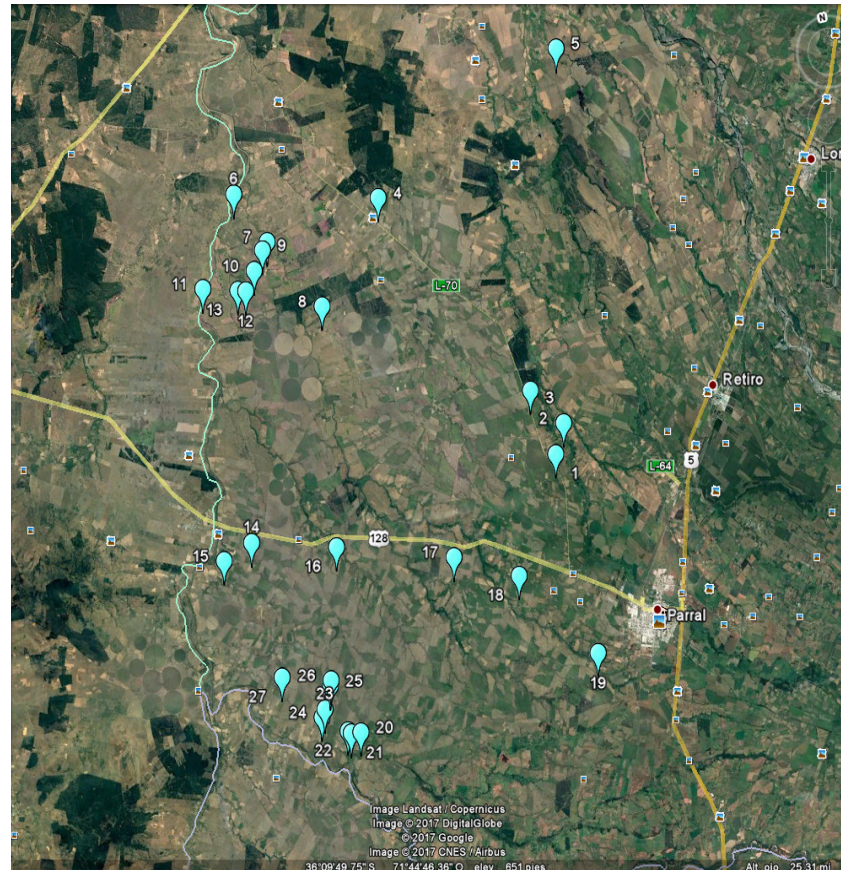 N
5
Lon
6
4
7
9
10
11
L-70
13
8
12
Retiro
3
2
1
L-64
5
14
128
15
16
17
18
Parral
19
26
25
27
23
24
20
22
21
Image Landsat / Copernicus
Image © 2017 DigitalGlobe
© 2017 Google
Image © 2017 CNES / Airbus
36°09'49.75"S 71°44'46.36" O elev 651 pies Alt. ojo 25.31 mi